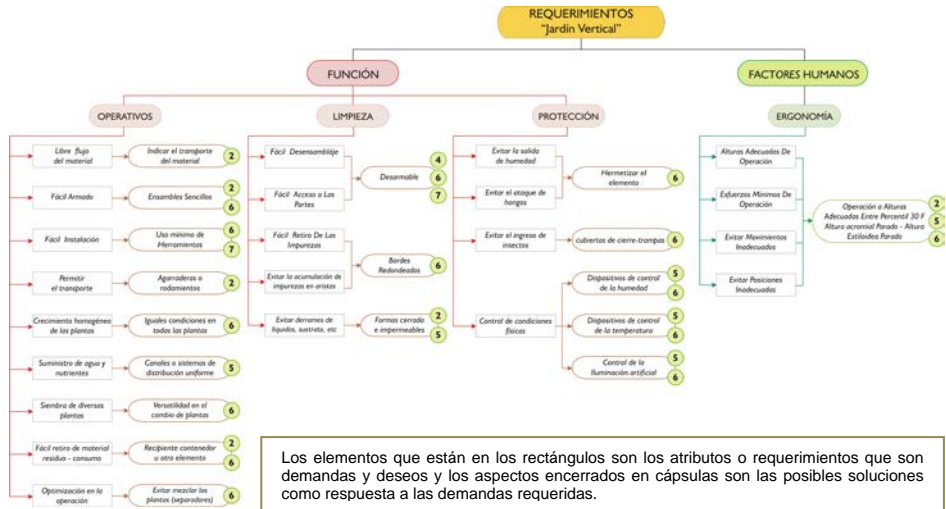 REQUERIMIENTOS
"Jardín Vertical"
FUNCIÓN
FACTORES HUMANOS
OPERATIVOS
LIMPIEZA
PROTECCIÓN
ERGONOMÍA
Libre flujo
del material
Indicar el transporte
del material
2
Fácil Armado
Ensambles Sencillos
2
6
Fácil Instalación
Uso mínimo de
Herramientas
6
7
Permitir
el transporte
Agarraderas o
rodamientos
2
Crecimiento homogéneo
de las plantas
Iguales condiciones en
todas las plantas
6
Suministro de agua y
nutrientes
Canales o sistemas de
distribución uniforme
5
Siembra de diversas
plantas
Versatilidad en el
cambio de plantas
6
Fácil retiro de material
residuo - consumo
Recipiente contenedor
u otro elemento
2
6
Optimización en la
operación
Evitar mezclar las
plantas (separadores)
6
Fácil Desensamblaje
Fácil Acceso a Las
Partes
Desarmable
4
6
7
Fácil Retiro De Las
Impurezas
Evitar la acumulación de
impurezas en aristas
Bordes
Redondeados
6
Evitar derrames de
líquidos, sustrato, etc
Formas cerrada
e impermeables
2
5
Evitar la salida
de humedad
Evitar el ataque de
hongos
Hermetizar el
elemento
6
Evitar el ingreso de
insectos
cubiertas de cierre-trampas
6
Control de condiciones
físicas
Dispositivos de control
de la humedad
5
6
Dispositivos de control
de la temperatura
5
6
Control de la
Iluminación artificial
5
6
Alturas Adecuadas De
Operación
Esfuerzos Mínimos De
Operación
Evitar Movimientos
Inadecuados
Evitar Posiciones
Inadecuadas
Operación a Alturas
Adecuadas Entre Percentil 30 F
Altura acromial Parado - Altura
Estiloidea Parado
2
5
6
Los elementos que están en los rectángulos son los atributos o requerimientos que son
demandas y deseos y los aspectos encerrados en cápsulas son las posibles soluciones
como respuesta a las demandas requeridas.